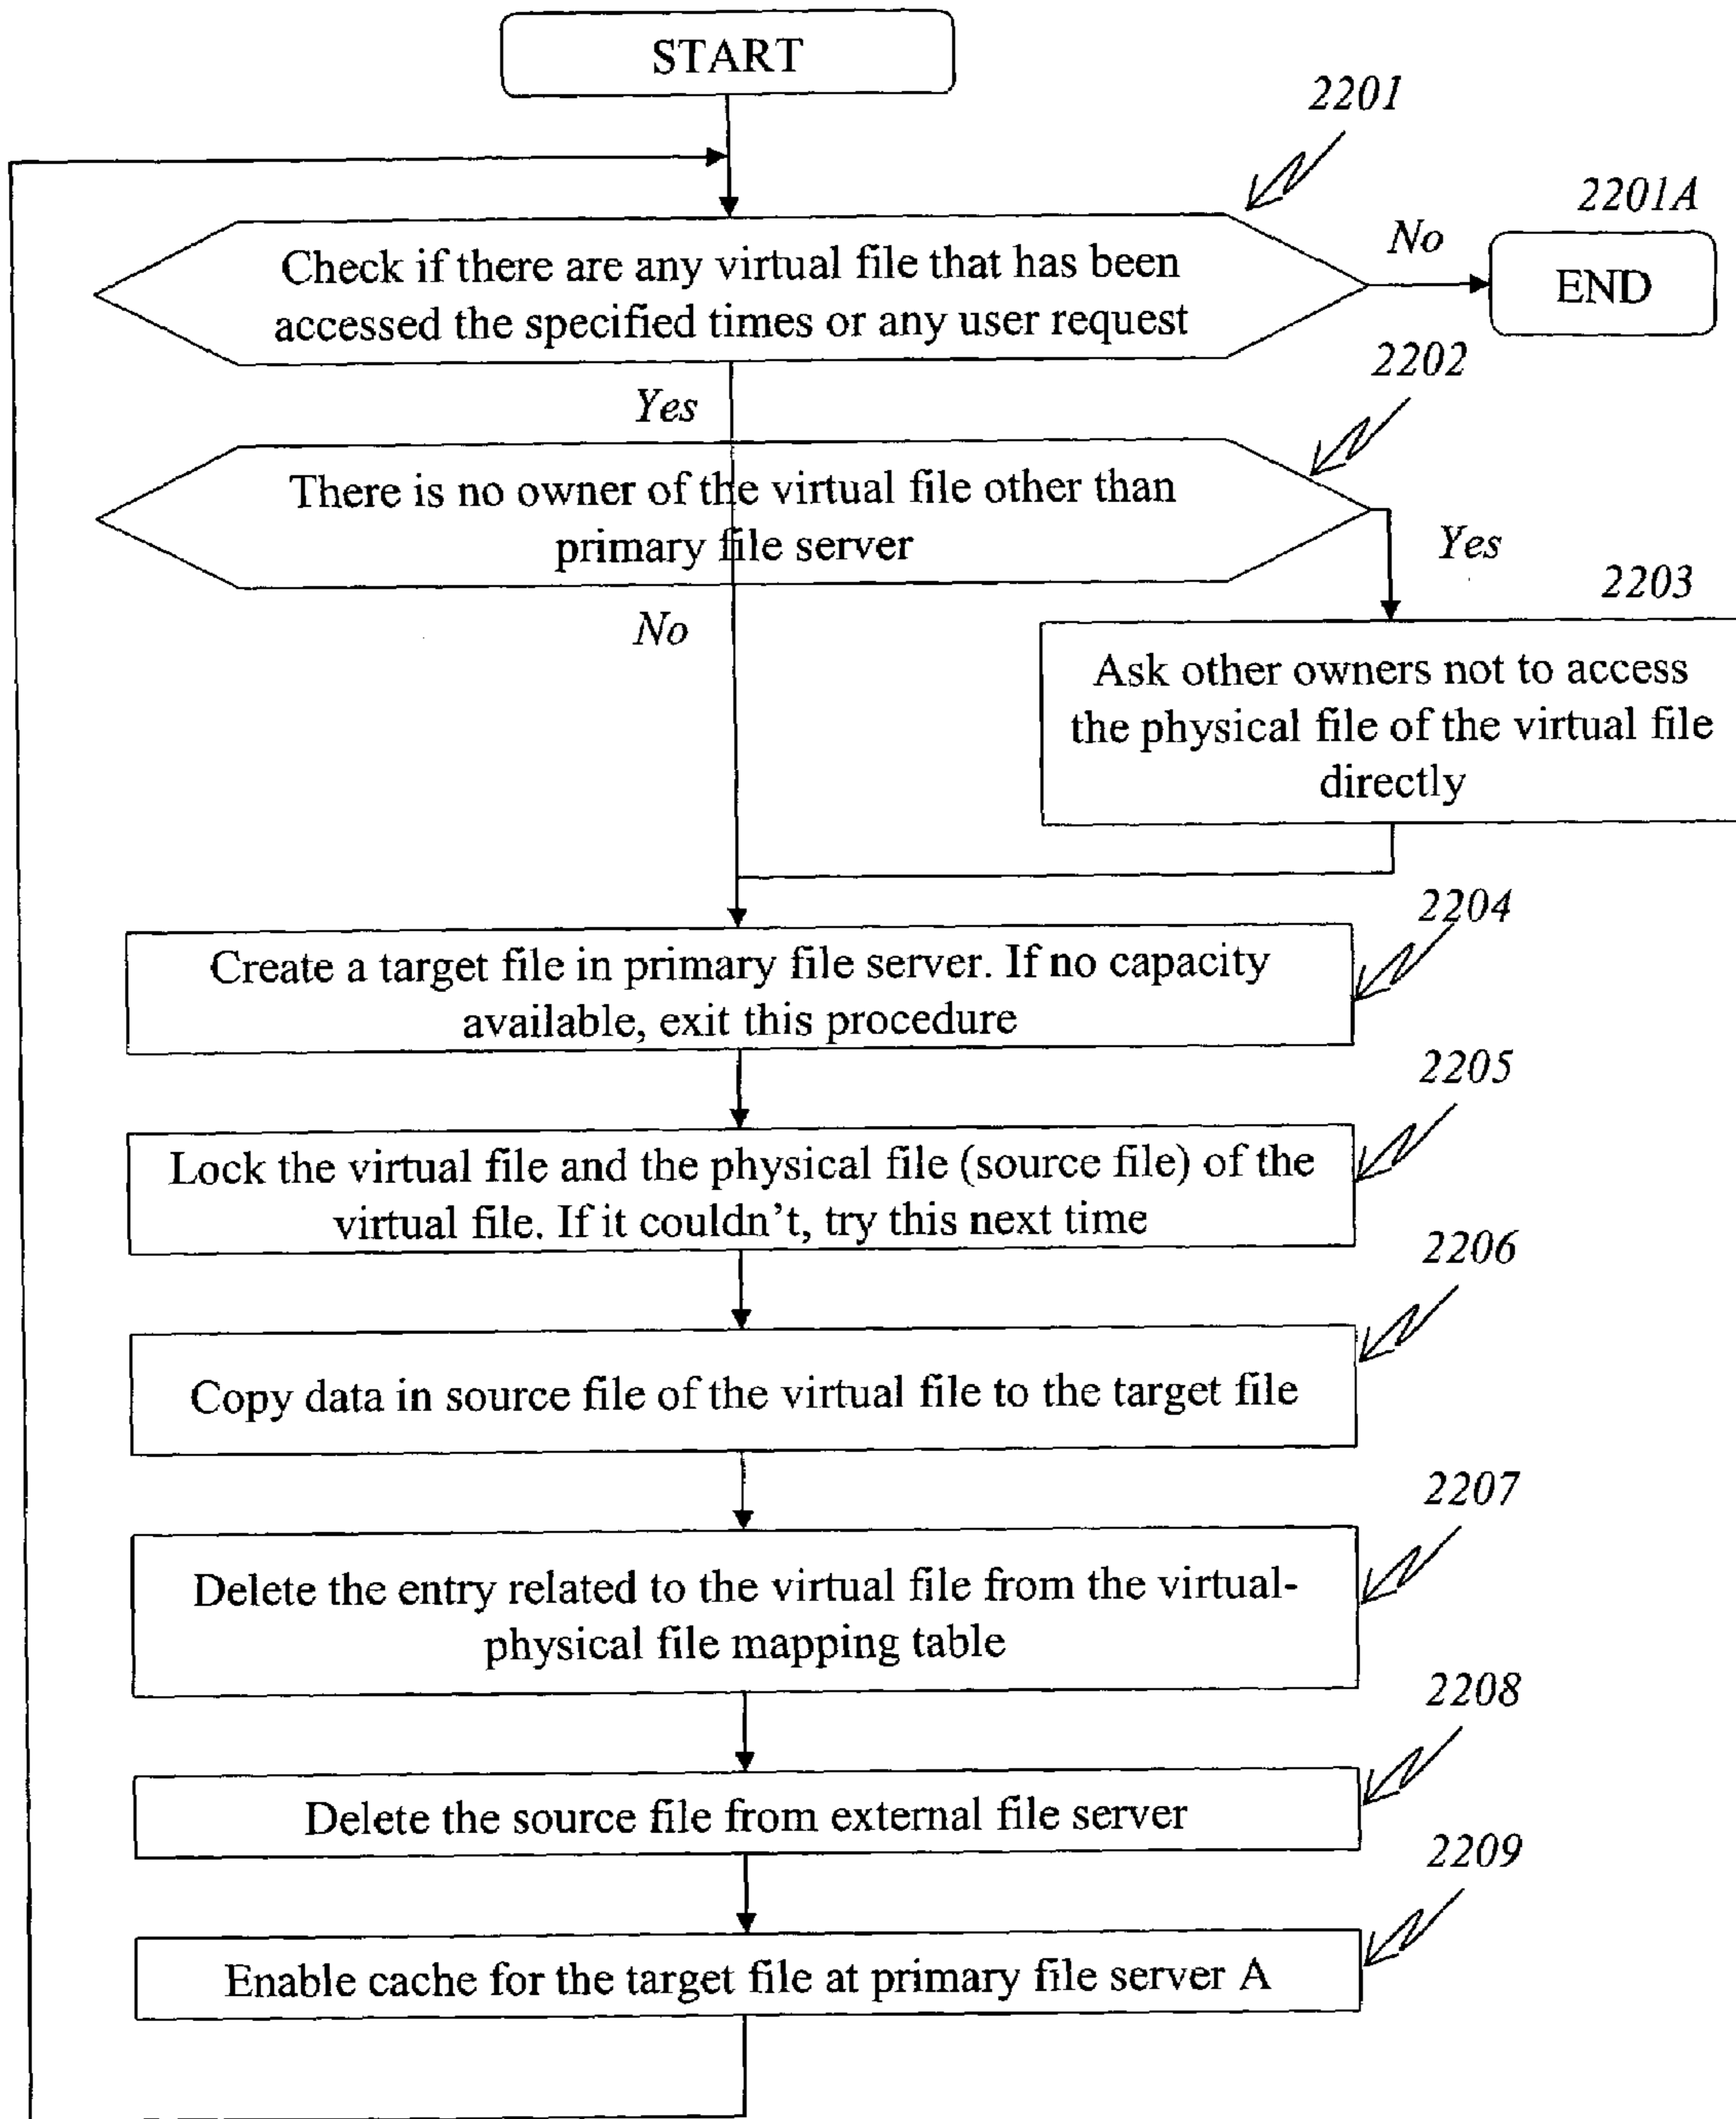 START
2201
Check if there are any virtual file that has been
accessed the specified times or any user request
No
2201A
END
Yes
2202
There is no owner of the virtual file other than
primary file server
Yes
No
2203
Ask other owners not to access
the physical file of the virtual file
directly
2204
Create a target file in primary file server. If no capacity
available, exit this procedure
2205
Lock the virtual file and the physical file (source file) of the
virtual file. If it couldn't, try this next time
2206
Copy data in source file of the virtual file to the target file
2207
Delete the entry related to the virtual file from the virtual-
physical file mapping table
2208
Delete the source file from external file server
2209
Enable cache for the target file at primary file server A